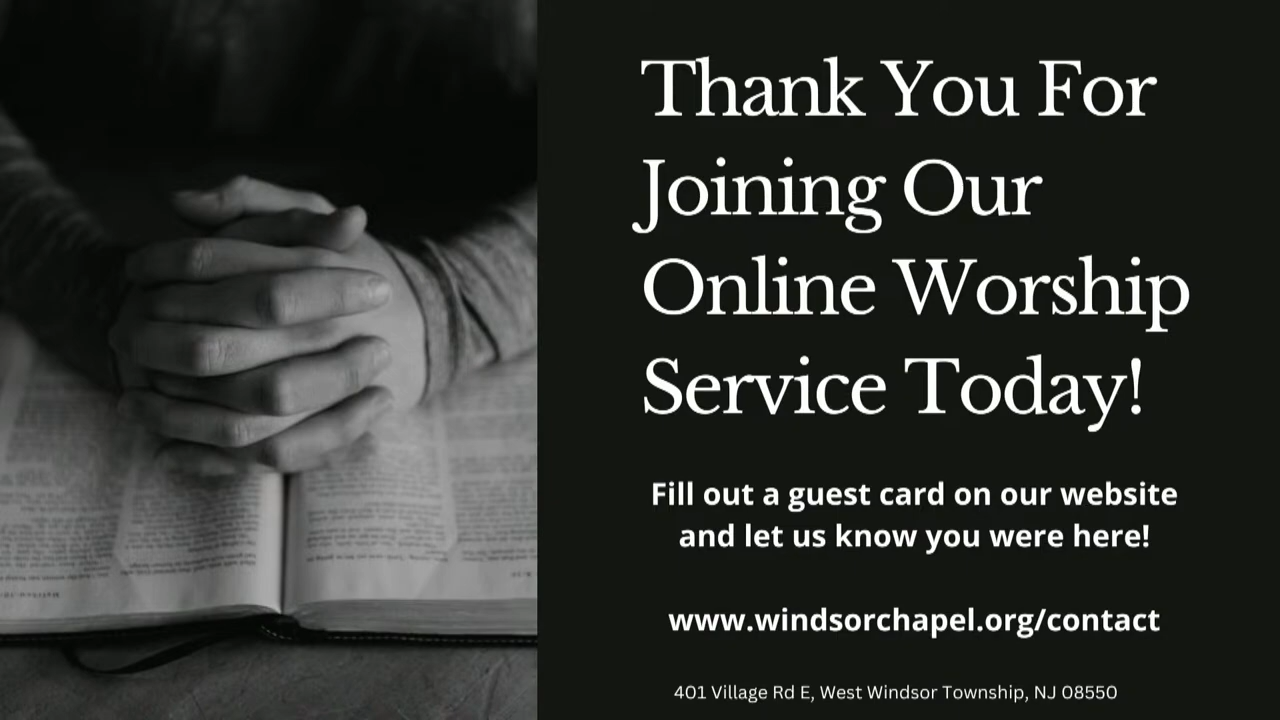 Thank You For
Joining Our
Online Worship
Service Today!
Fill out a guest card on our website
and let us know you were here!
www.windsorchapel.org/contact
401 Village Rd E, West Windsor Township, NJ 08550